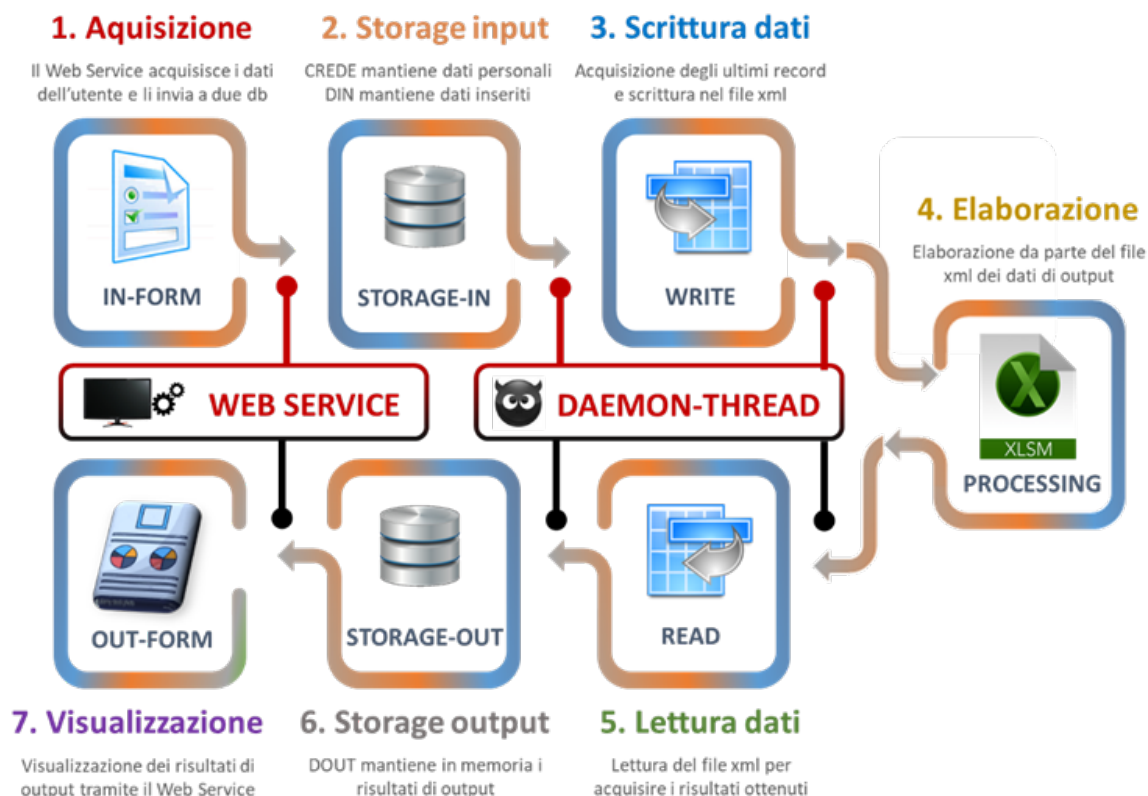 1. Aquisizione
Il Web Service acquisisce i dati
dell'utente e li invia a due db
IN-FORM
2. Storage input
CREDE mantiene dati personali
DIN mantiene dati inseriti
STORAGE-IN
3. Scrittura dati
Acquisizione degli ultimi record
e scrittura nel file xml
WRITE
4. Elaborazione
Elaborazione da parte del file
xml dei dati di output
X
XLSM
PROCESSING
WEB SERVICE
DAEMON-THREAD
READ
5. Lettura dati
Lettura del file xml per
acquisire i risultati ottenuti
STORAGE-OUT
6. Storage output
DOUT mantiene in memoria i
risultati di output
OUT-FORM
7. Visualizzazione
Visualizzazione dei risultati di
output tramite il Web Service